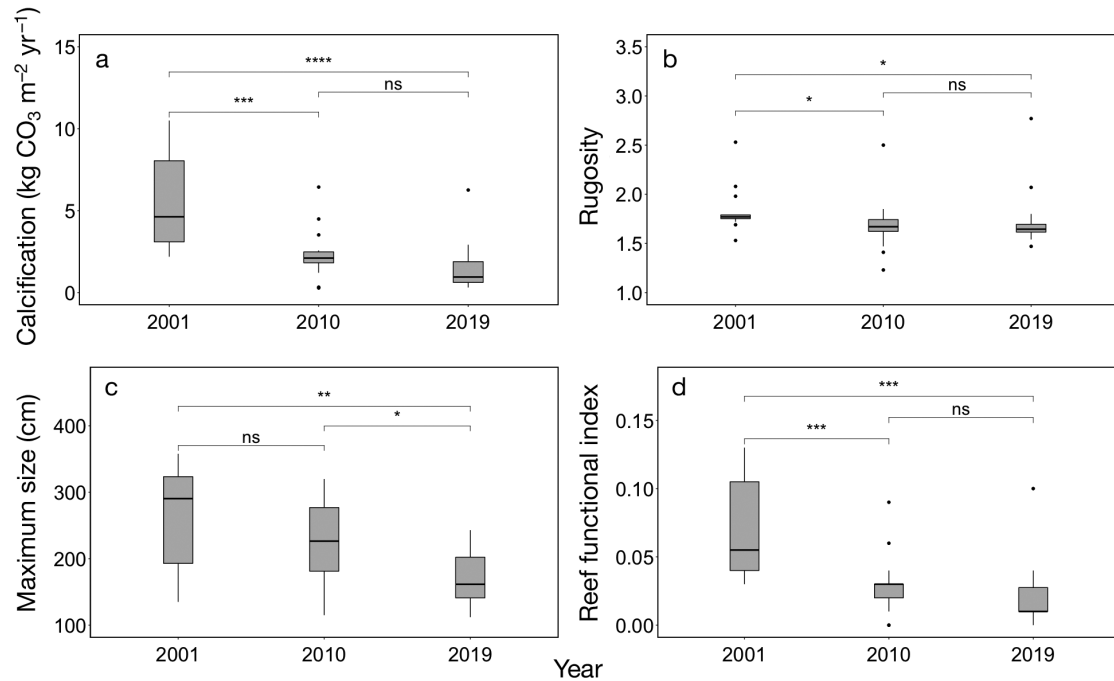 a
Calcification (kg CO₃ m⁻² yr⁻¹)
15
10
5
0
****
***
ns
2001 2010 2019
b
Rugosity
3.5
3.0
2.5
2.0
1.5
1.0
*
*
ns
2001 2010 2019
c
Maximum size (cm)
400
300
200
100
**
*
ns
2001 2010 2019
d
Reef functional index
0.15
0.10
0.05
0.00
***
***
ns
2001 2010 2019
Year